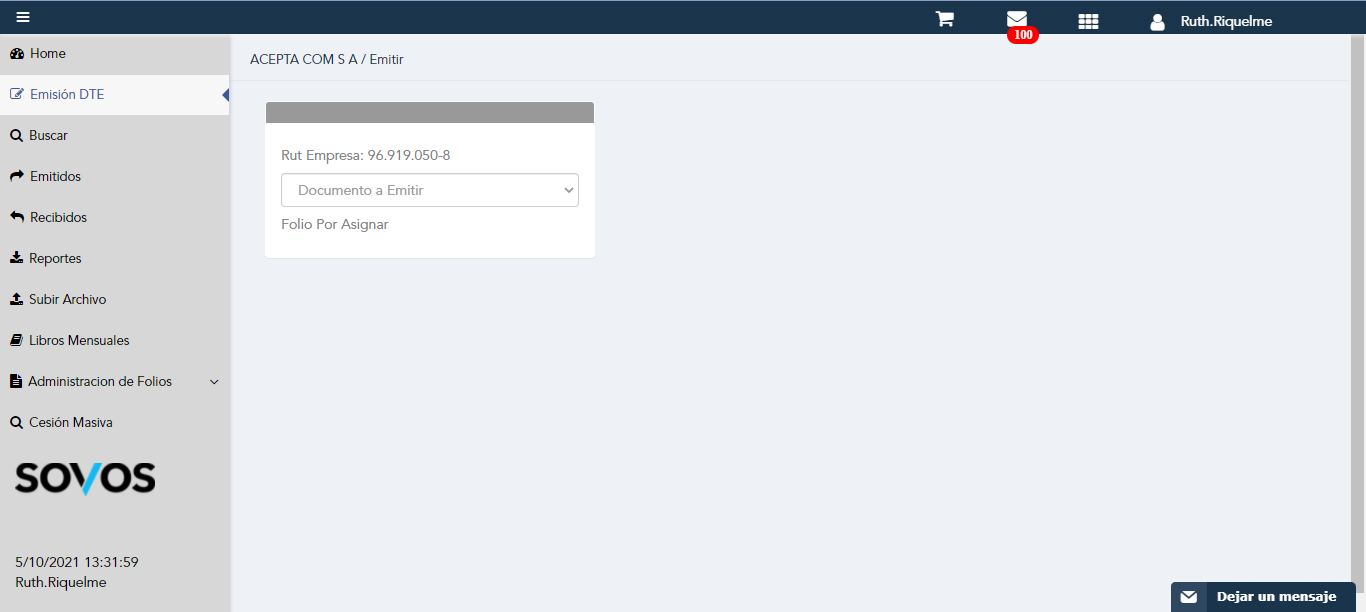 Ruth.Riquelme
100
Home
ACEPTA COM S A / Emitir
Emisión DTE
Buscar
Rut Empresa: 96.919.050-8
Emitidos
Documento a Emitir
Recibidos
Folio Por Asignar
Reportes
Subir Archivo
Libros Mensuales
Administracion de Folios
Cesión Masiva
SOVOS
5/10/2021 13:31:59
Ruth.Riquelme
Dejar un mensaje